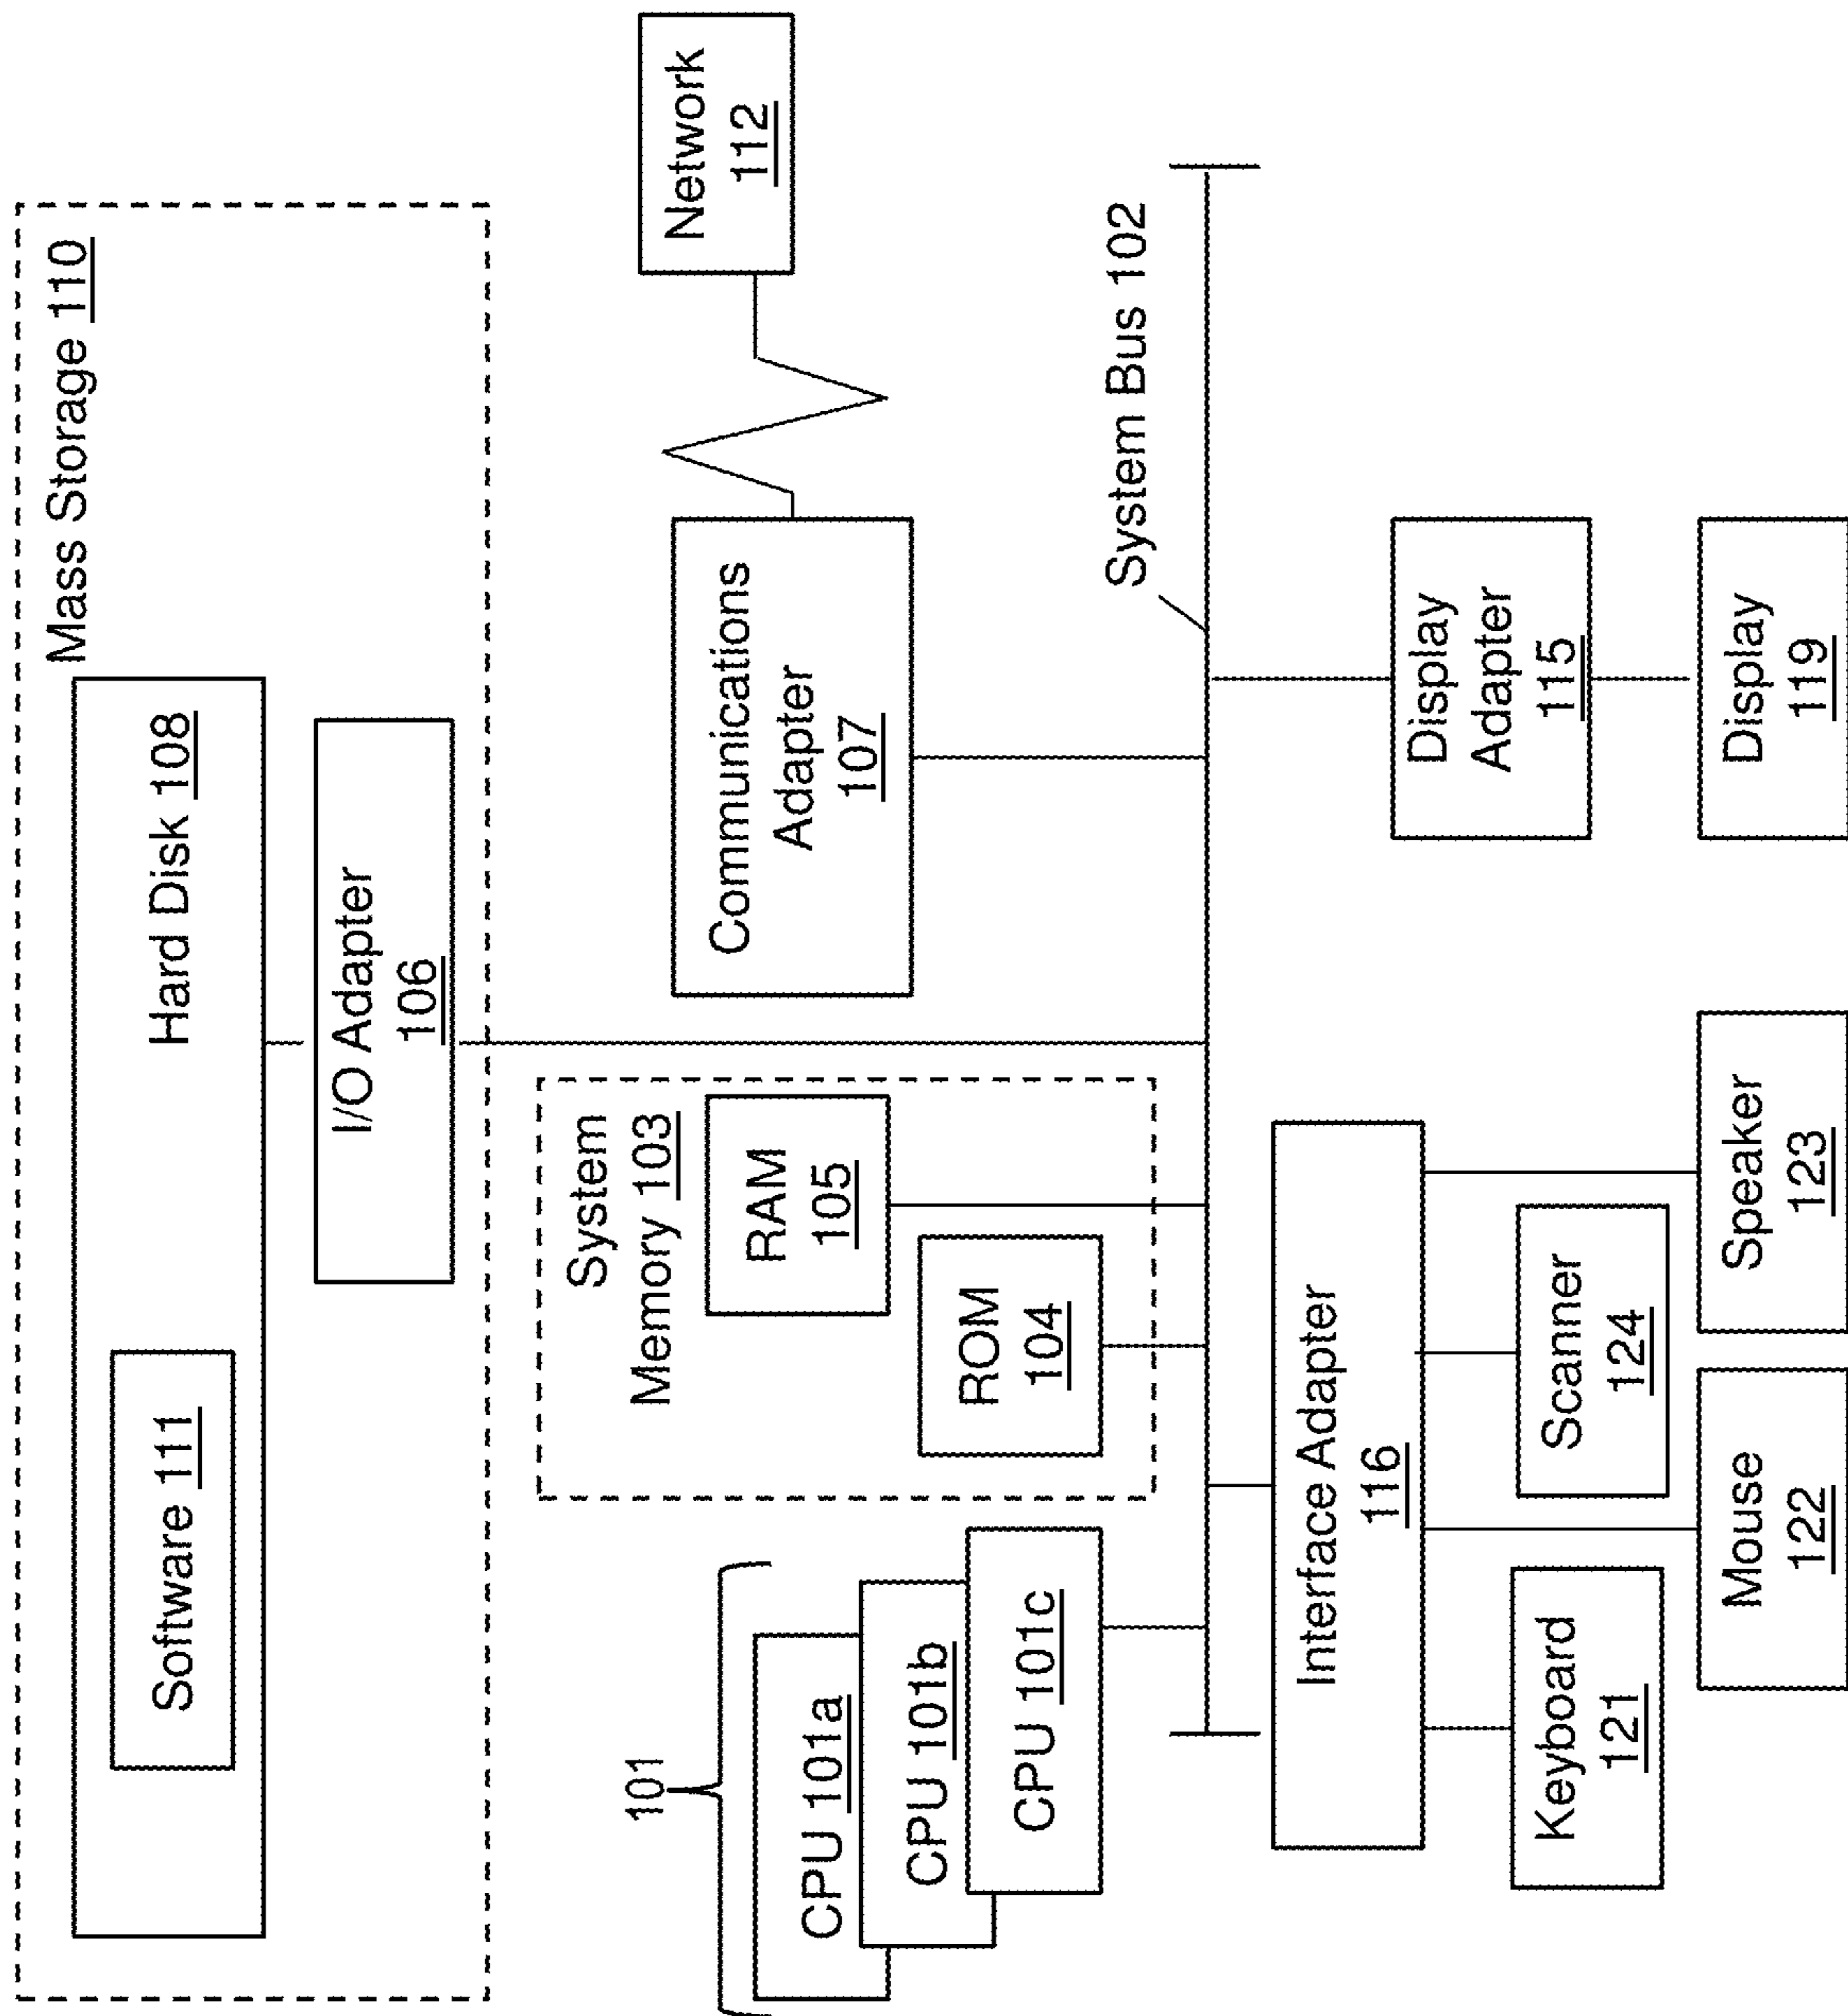 Mass Storage 110
Hard Disk 108
Software 111
I/O Adapter
106
101
CPU 101a
CPU 101b
CPU 101c
System
Memory 103
RAM
105
ROM
104
Communications
Adapter
107
Network
112
System Bus 102
Interface Adapter
116
Display
Adapter
115
Keyboard
121
Scanner
124
Mouse
122
Speaker
123
Display
119